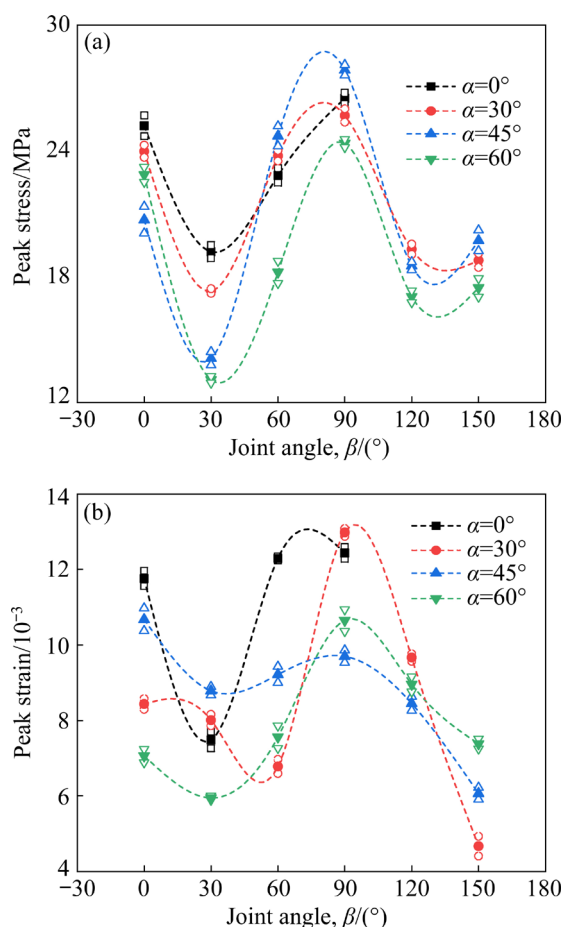 (a)
30
24
18
12
Peak stress/MPa
α=0°
α=30°
α=45°
α=60°
−30 0 30 60 90 120 150 180
Joint angle, β/(°)
(b)
14
12
10
8
6
4
Peak strain/10⁻³
α=0°
α=30°
α=45°
α=60°
−30 0 30 60 90 120 150 180
Joint angle, β/(°)